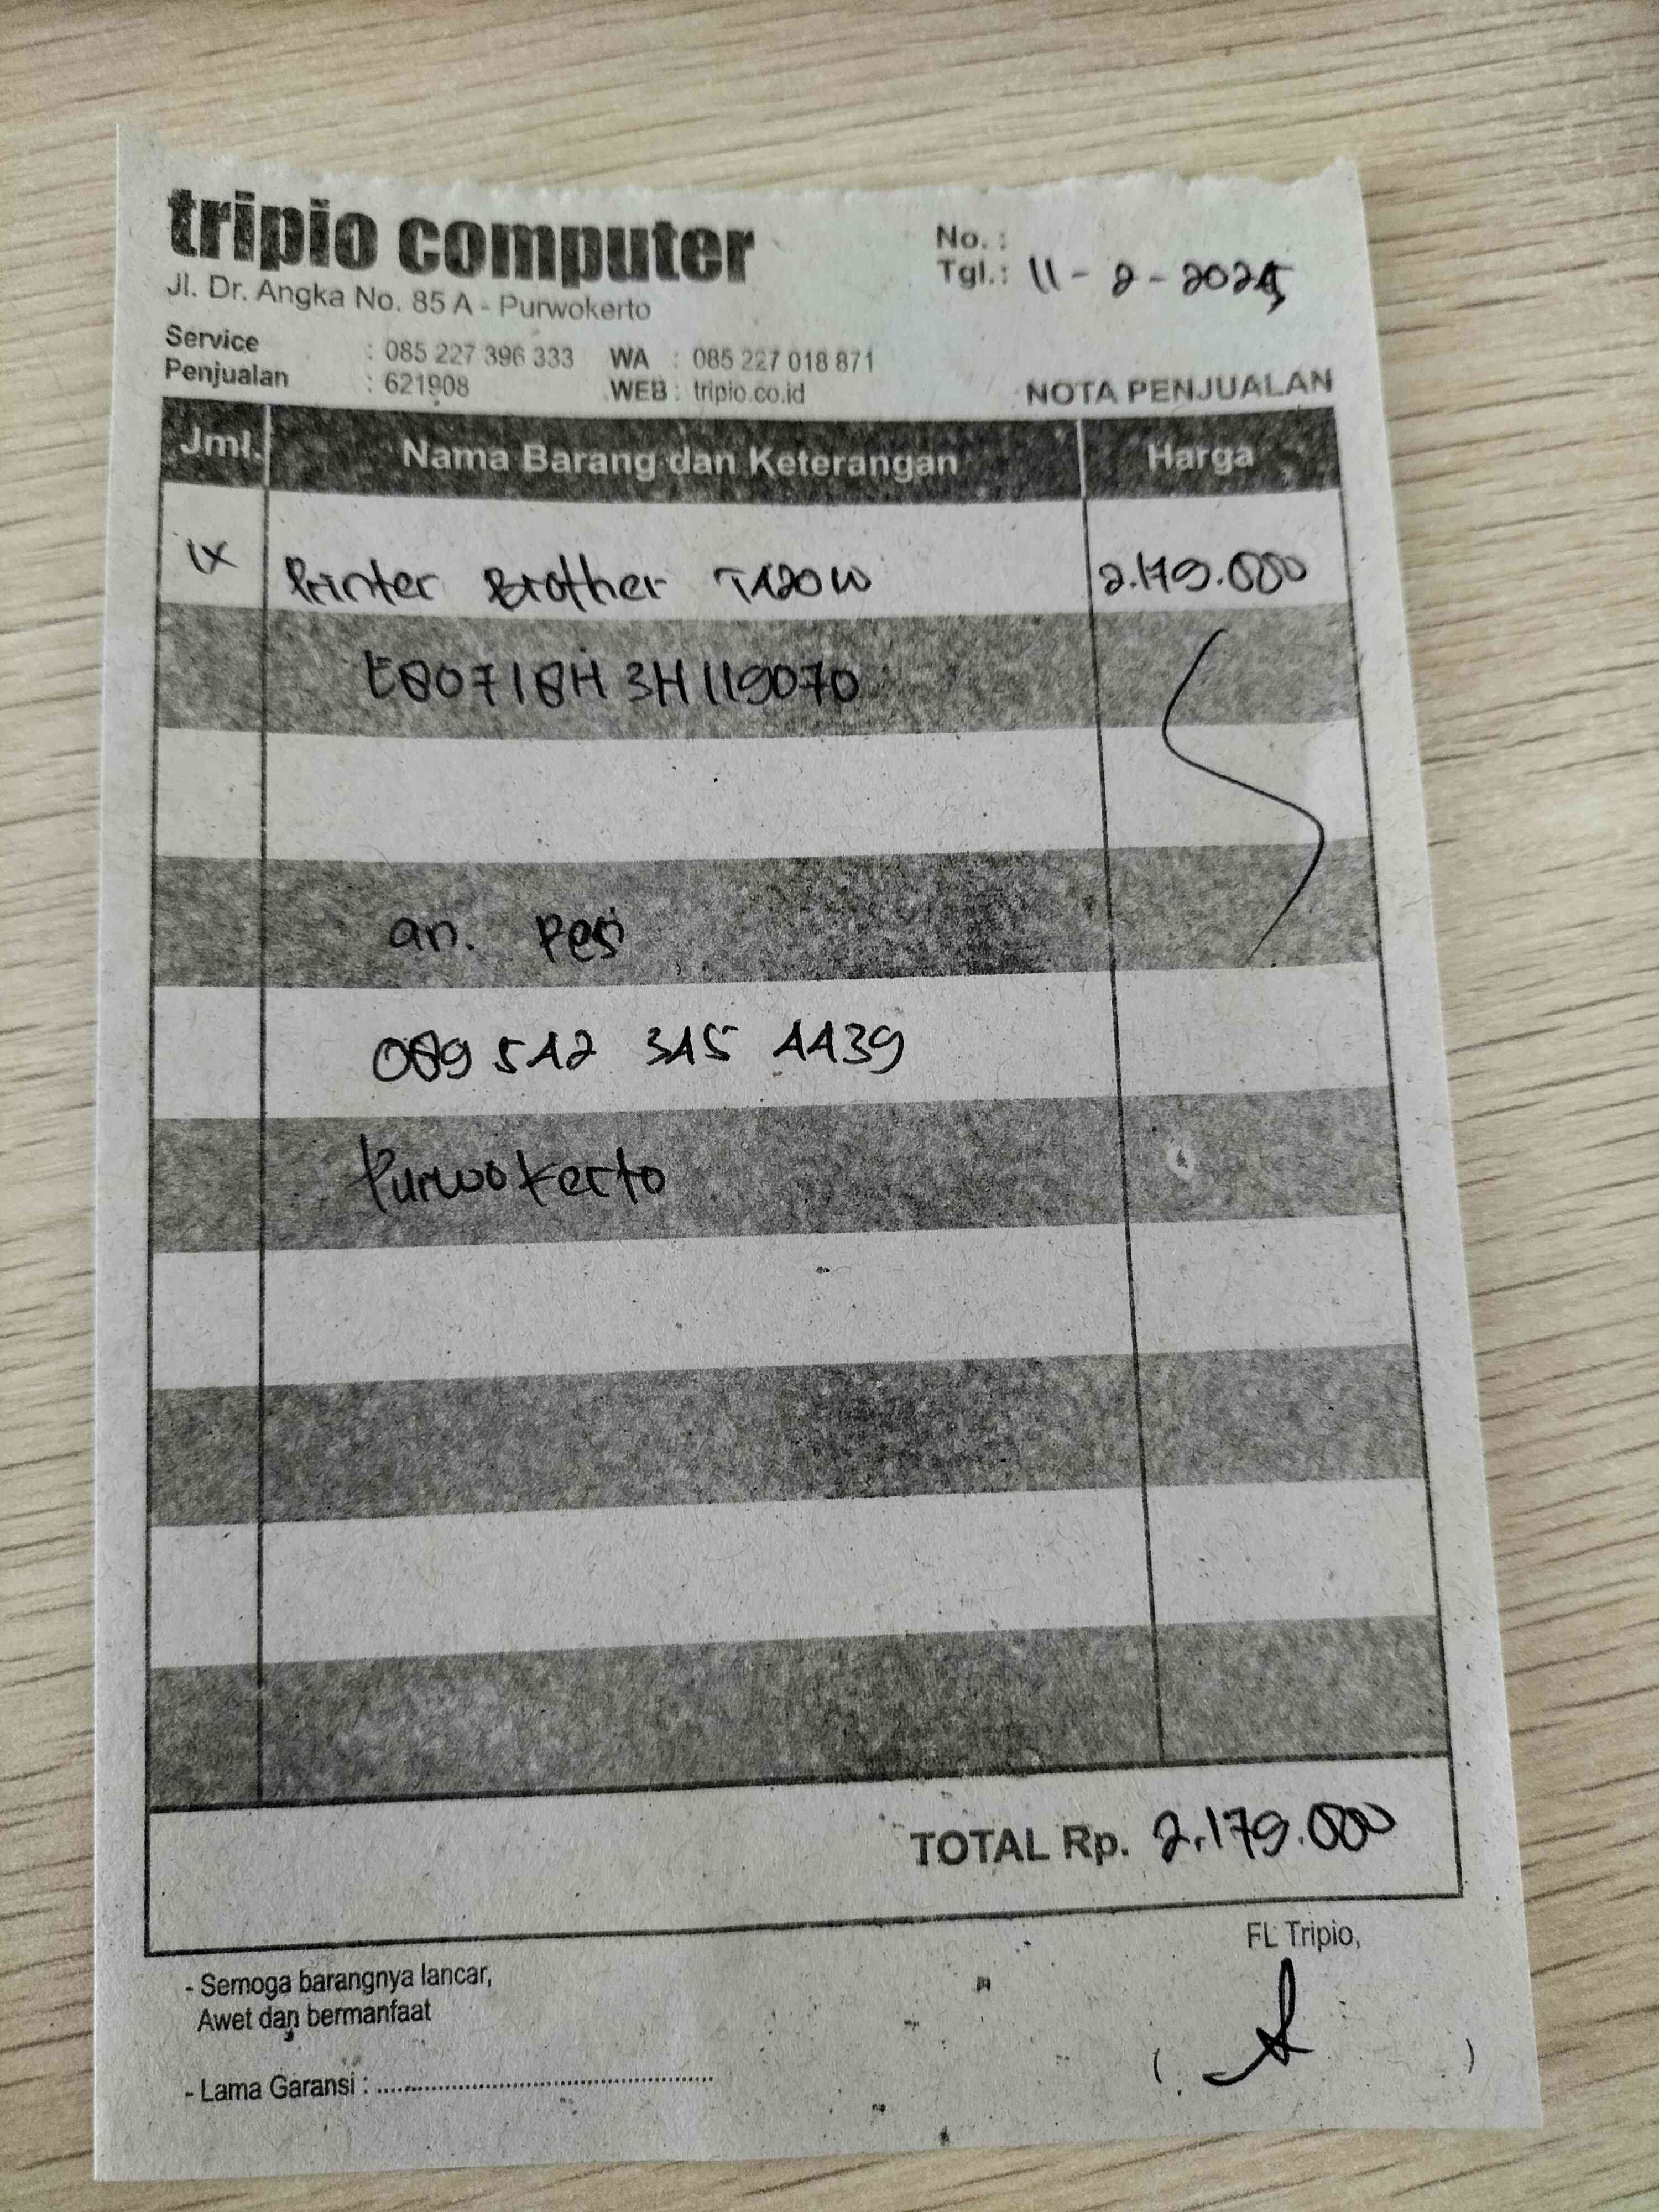 tripio computer
Jl. Dr. Angka No. 85 A - Purwokerto
No. :
Tgl.: 11 - 2 - 2025
Service : 085 227 396 333 WA : 085 227 018 871
Penjualan : 621908 WEB : tripio.co.id
NOTA PENJUALAN
Jml. Nama Barang dan Keterangan Harga
1x Printer Brother T420W 2.179.000
E80718H3H119070
an.
089 542 345 4439
Purwokerto
TOTAL Rp. 2.179.000
FL Tripio,
- Semoga barangnya lancar,
Awet dan bermanfaat
- Lama Garansi : ..........
( )